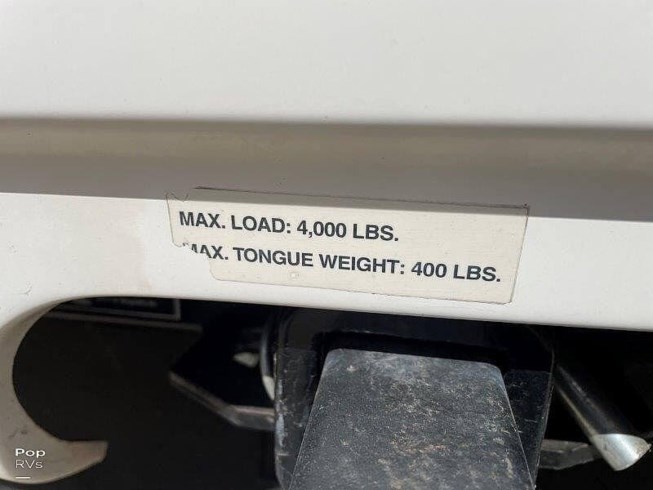 MAX. LOAD: 4,000 LBS.
MAX. TONGUE WEIGHT: 400 LBS.
Pop
RVs